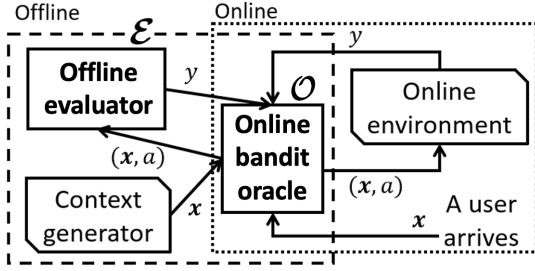 Offline
Online
ℰ
y
y
Offline
evaluator
𝒪
Online
bandit
oracle
Online
environment
(x, a)
(x, a)
Context
generator
x
x
A user
arrives